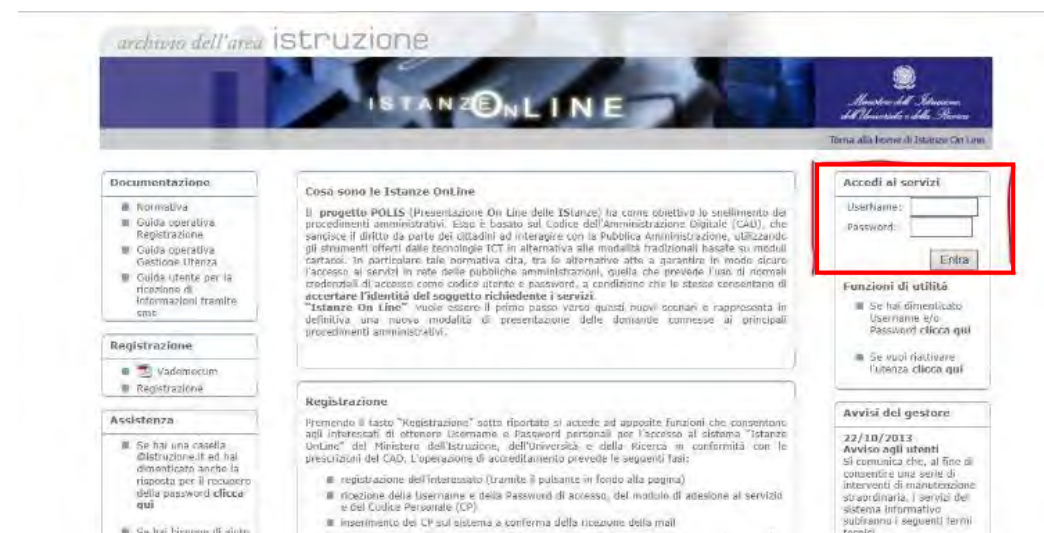 archivio dell'area istruzione
ISTANZE ON LINE
Ministero dell'Istruzione,
dell'Università e della Ricerca
Torna alla home di Istanze On Line
Documentazione
Normativa
Guida operativa
Registrazione
Guida operativa
Gestione Utenza
Guida utente per la
ricezione di
informazioni tramite
sms
Registrazione
Vademecum
Registrazione
Assistenza
Se hai una casella
@istruzione.it ed hai
dimenticato anche la
risposta per il recupero
della password clicca
qui
Se hai bisogno di aiuto
Cosa sono le Istanze OnLine
Il progetto POLIS (Presentazione On Line delle IStanze) ha come obiettivo lo snellimento dei
procedimenti amministrativi. Esso è basato sul Codice dell'Amministrazione Digitale (CAD), che
sancisce il diritto da parte dei cittadini ad interagire con la Pubblica Amministrazione, utilizzando
gli strumenti offerti dalle tecnologie ICT in alternativa alle modalità tradizionali basate su moduli
cartacei. In particolare tale normativa cita, tra le alternative atte a garantire in modo sicuro
l'accesso ai servizi in rete delle pubbliche amministrazioni, quella che prevede l'uso di normali
credenziali di accesso come codice utente e password, a condizione che le stesse consentano di
accertare l'identità del soggetto richiedente i servizi.
"Istanze On Line" vuole essere il primo passo verso questi nuovi scenari e rappresenta in
definitiva una nuova modalità di presentazione delle domande connesse ai principali
procedimenti amministrativi.
Registrazione
Premendo il tasto "Registrazione" sotto riportato si accede ad apposite funzioni che consentono
agli interessati di ottenere Username e Password personali per l'accesso al sistema "Istanze
OnLine" del Ministero dell'Istruzione, dell'Università e della Ricerca in conformità con le
prescrizioni del CAD. L'operazione di accreditamento prevede le seguenti fasi:
registrazione dell'interessato (tramite il pulsante in fondo alla pagina)
ricezione della Username e della Password di accesso, del modulo di adesione al servizio
e del Codice Personale (CP)
inserimento del CP sul sistema a conferma della ricezione della mail
Accedi ai servizi
UserName:
Password:
Entra
Funzioni di utilità
Se hai dimenticato
Username e/o
Password clicca qui
Se vuoi riattivare
l'utenza clicca qui
Avvisi del gestore
22/10/2013
Avviso agli utenti
Si comunica che, al fine di
consentire una serie di
interventi di manutenzione
straordinaria, i servizi del
sistema informativo
subiranno i seguenti fermi